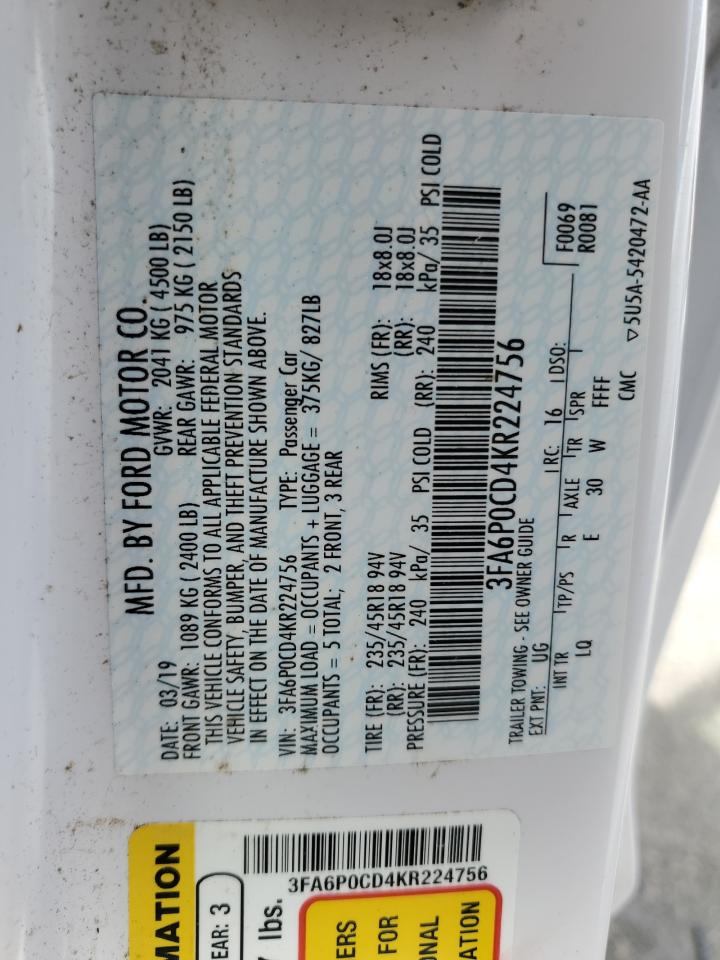 MFD. BY FORD MOTOR CO.
DATE: 03/19 GVWR: 2041 KG ( 4500 LB)
FRONT GAWR: 1089 KG ( 2400 LB) REAR GAWR: 975 KG ( 2150 LB)
THIS VEHICLE CONFORMS TO ALL APPLICABLE FEDERAL MOTOR
VEHICLE SAFETY, BUMPER, AND THEFT PREVENTION STANDARDS
IN EFFECT ON THE DATE OF MANUFACTURE SHOWN ABOVE.
VIN: 3FA6P0CD4KR224756 TYPE: Passenger Car
MAXIMUM LOAD = OCCUPANTS + LUGGAGE = 375KG/ 827LB
OCCUPANTS = 5 TOTAL; 2 FRONT, 3 REAR
TIRE (FR): 235/45R18 94V RIMS (FR): 18x8.0J
(RR): 235/45R18 94V (RR): 18x8.0J
PRESSURE (FR): 240 kPa/ 35 PSI COLD (RR): 240 kPa/ 35 PSI COLD
3FA6P0CD4KR224756
TRAILER TOWING - SEE OWNER GUIDE
EXT PNT: UG RC: 16 DSO: F0069
R0081
INT TR TP/PS R AXLE TR SPR
LQ E 30 W FFFF
CMC ▽5U5A-5420472-AA
MATION
EAR: 3
3FA6P0CD4KR224756
lbs.
ERS
FOR
ONAL
ATION